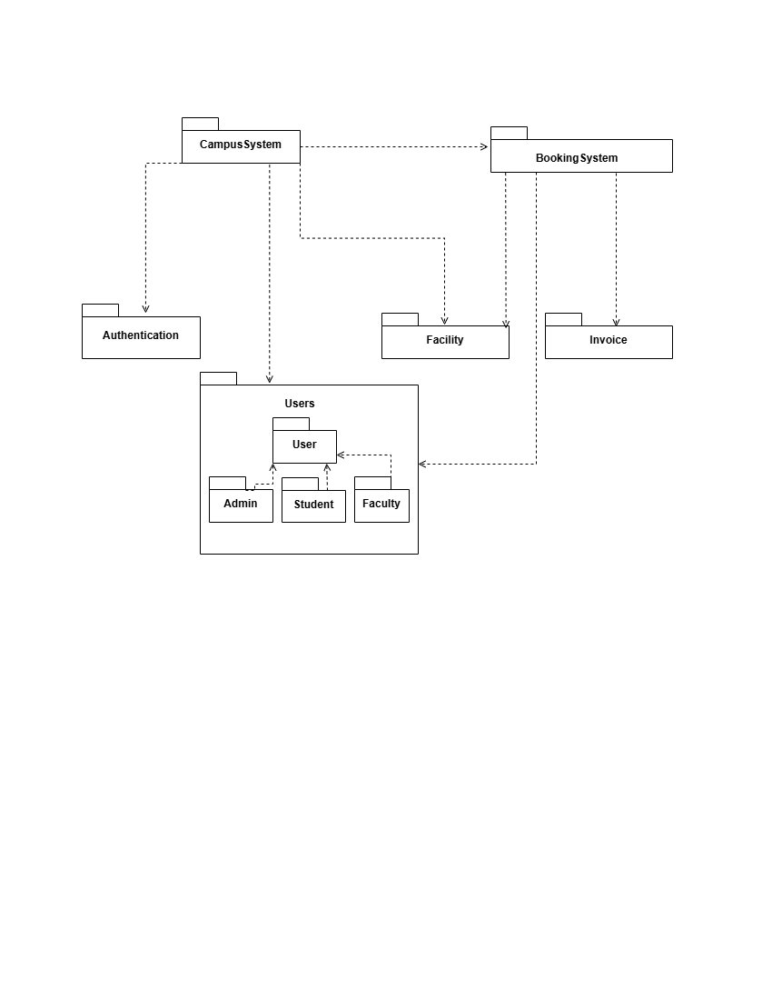 CampusSystem
BookingSystem
Authentication
Facility
Invoice
Users
User
Admin
Student
Faculty